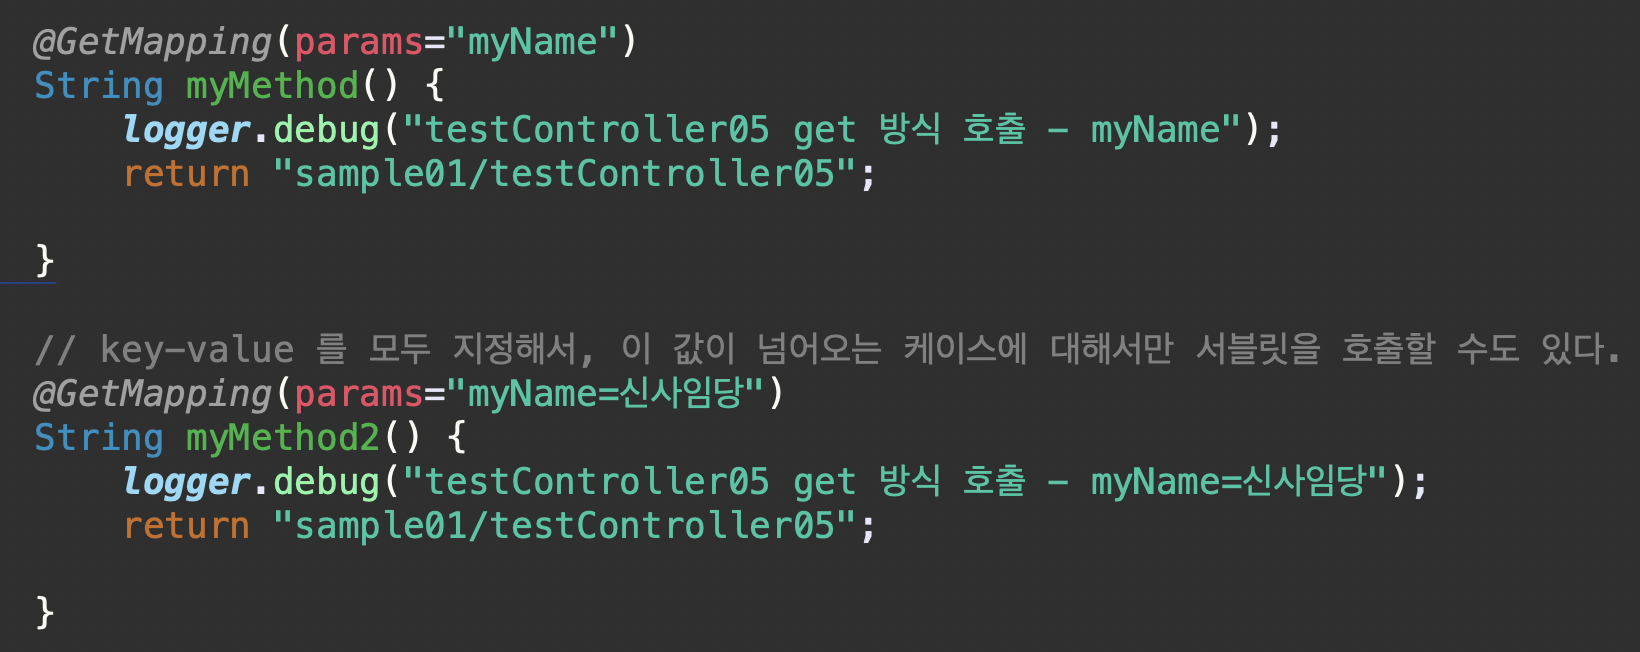 @GetMapping(params="myName")
String myMethod() {
    logger.debug("testController05 get 방식 호출 - myName");
    return "sample01/testController05";
}
// key-value 를 모두 지정해서, 이 값이 넘어오는 케이스에 대해서만 서블릿을 호출할 수도 있다.
@GetMapping(params="myName=신사임당")
String myMethod2() {
    logger.debug("testController05 get 방식 호출 - myName=신사임당");
    return "sample01/testController05";
}